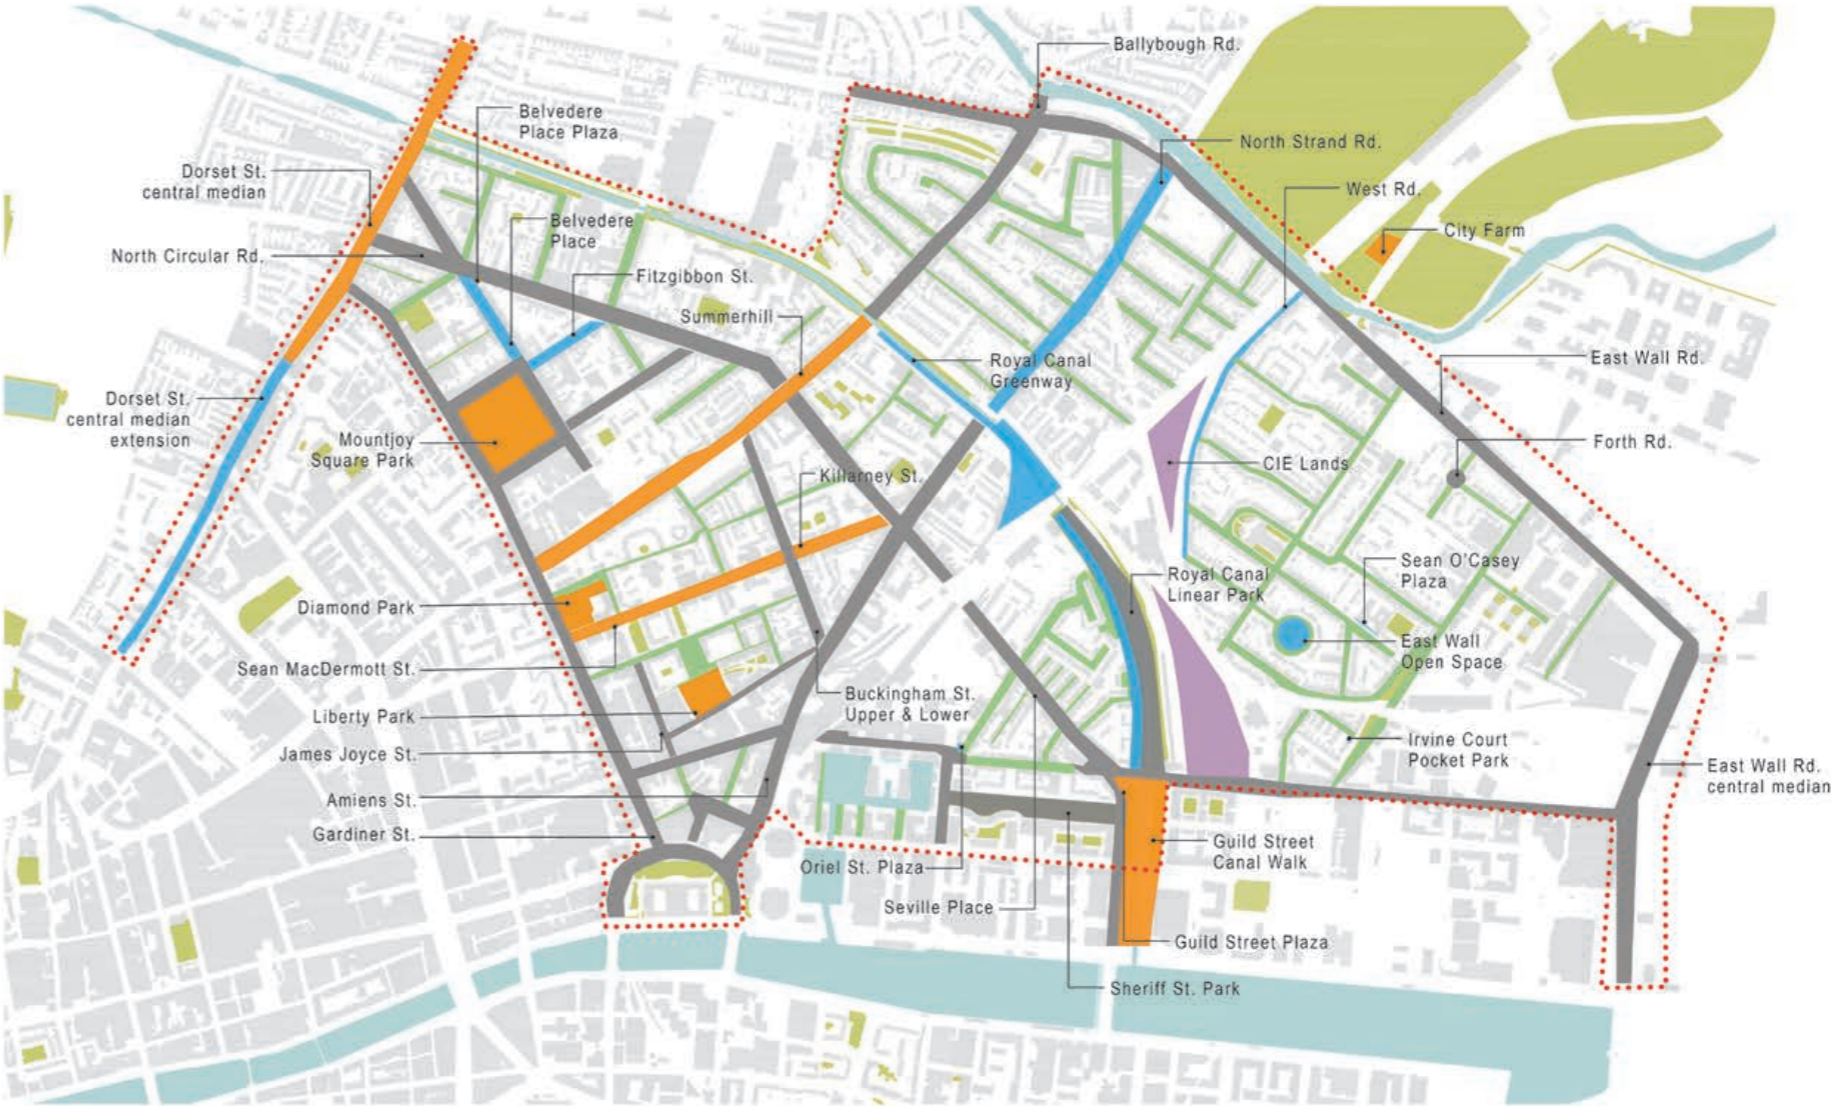 Ballybough Rd.
Belvedere
Place Plaza
North Strand Rd.
Dorset St.
central median
West Rd.
Belvedere
Place
City Farm
North Circular Rd.
Fitzgibbon St.
Summerhill
Royal Canal
Greenway
East Wall Rd.
Dorset St.
central median
extension
Mountjoy
Square Park
Forth Rd.
CIE Lands
Killarney St.
Sean O'Casey
Plaza
Royal Canal
Linear Park
Diamond Park
East Wall
Open Space
Sean MacDermott St.
Buckingham St.
Upper & Lower
Liberty Park
James Joyce St.
Irvine Court
Pocket Park
East Wall Rd.
central median
Amiens St.
Gardiner St.
Guild Street
Canal Walk
Oriel St. Plaza
Seville Place
Guild Street Plaza
Sheriff St. Park